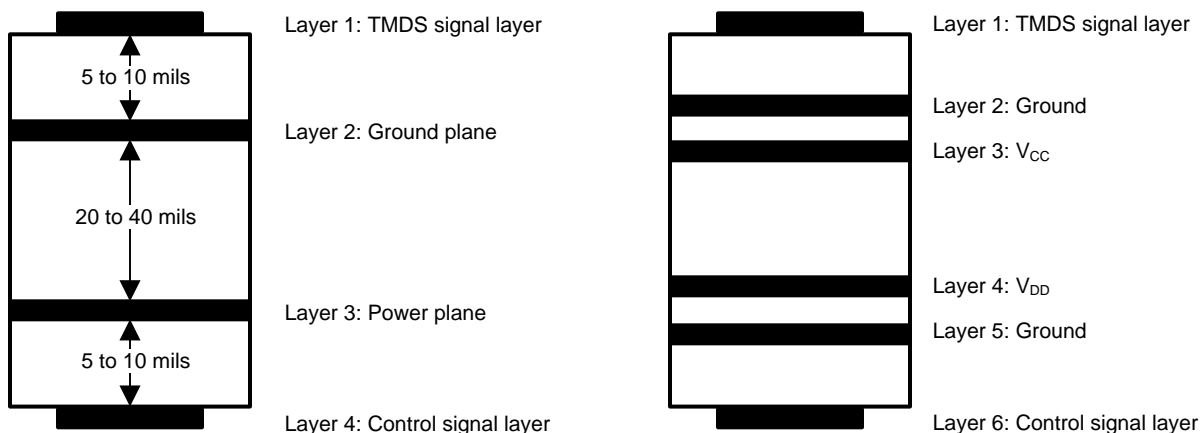 Layer 1: TMDS signal layer
5 to 10 mils
Layer 2: Ground plane
20 to 40 mils
Layer 3: Power plane
5 to 10 mils
Layer 4: Control signal layer
Layer 1: TMDS signal layer
Layer 2: Ground
Layer 3: VCC
Layer 4: VDD
Layer 5: Ground
Layer 6: Control signal layer